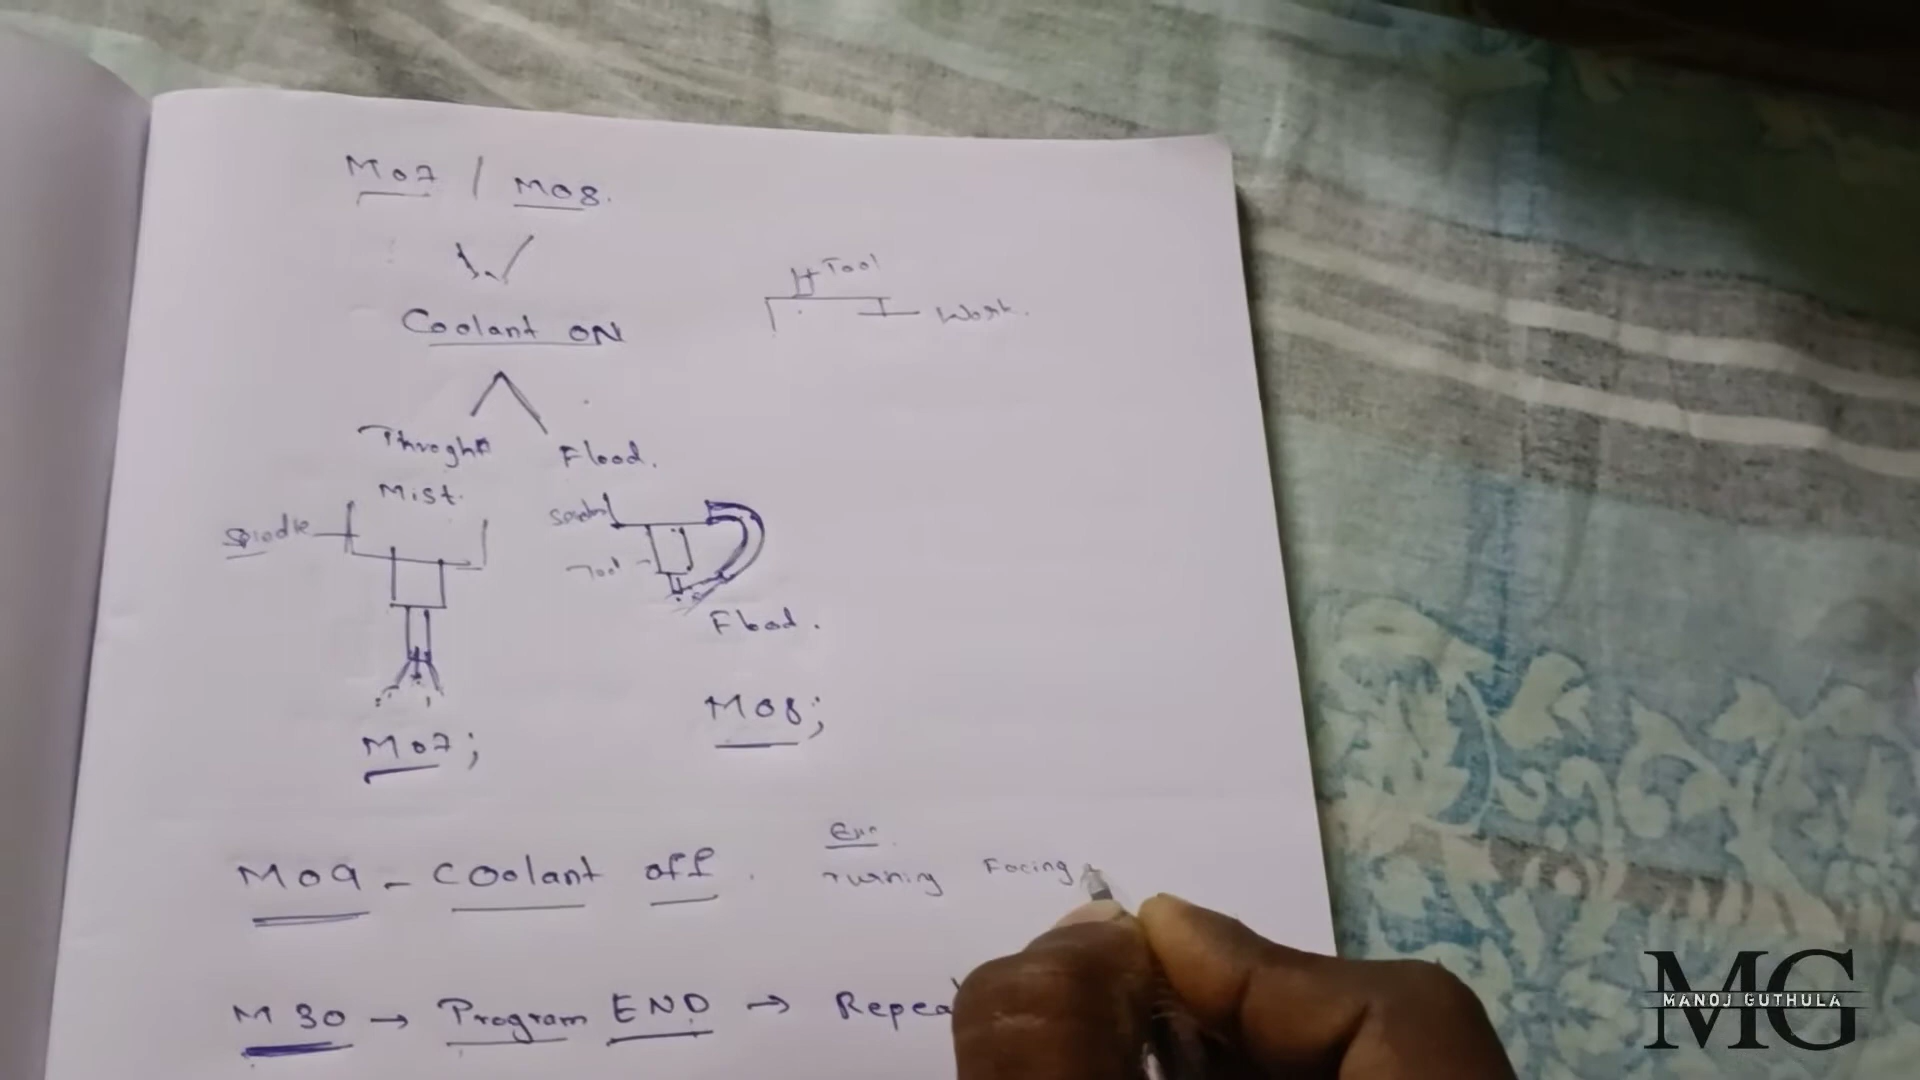 M07 / M08.
Tool
Work.
Coolant ON
Throgh Flood.
Mist.
Spindle
Tool
Flood.
M08;
M07;
M09 - Coolant off.
Turning Facing
M30 → Program END → Repea
MG
MANOJ GUTHULA